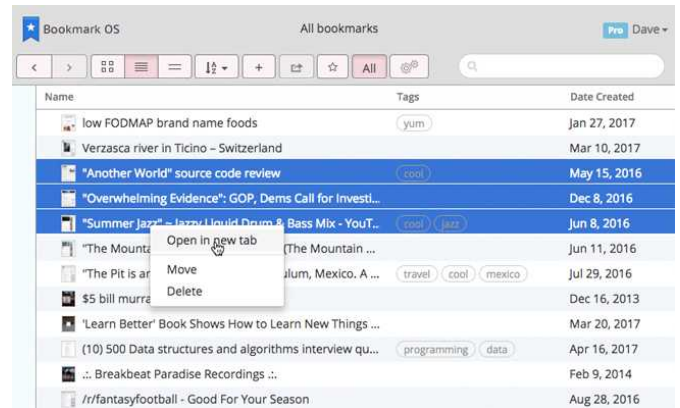 Bookmark OS
All bookmarks
Pro Dave
All
Name Tags Date Created
low FODMAP brand name foods yum Jan 27, 2017
Verzasca river in Ticino – Switzerland Mar 10, 2017
"Another World" source code review cool May 15, 2016
"Overwhelming Evidence": GOP, Dems Call for Investi... Dec 8, 2016
"Summer Jazz" ~ Jazzy Liquid Drum & Bass Mix - YouT... cool jazz Jun 8, 2016
Open in new tab
"The Mounta (The Mountain ... Jun 11, 2016
Move
"The Pit is ar ulum, Mexico. A ... travel cool mexico Jul 29, 2016
Delete
$5 bill murra Dec 16, 2013
'Learn Better' Book Shows How to Learn New Things ... Mar 20, 2017
(10) 500 Data structures and algorithms interview qu... programming data Apr 16, 2017
.:. Breakbeat Paradise Recordings .:. Feb 9, 2014
/r/fantasyfootball - Good For Your Season Aug 28, 2016